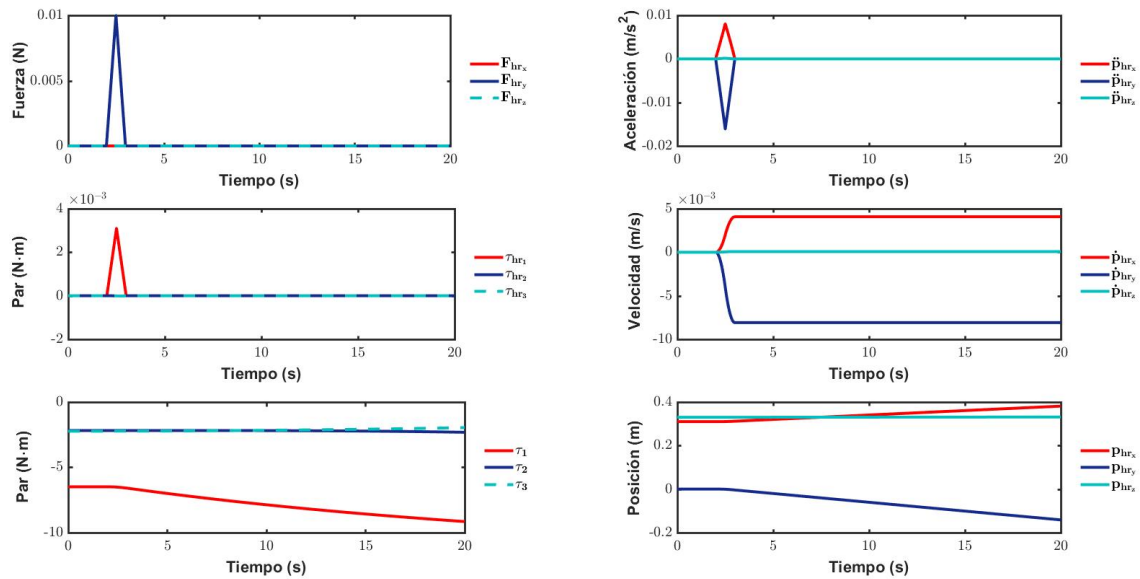 Fuerza (N)
0.01
0.005
0
0 5 10 15 20
Tiempo (s)
F_hr_x
F_hr_y
F_hr_z
Aceleración (m/s²)
0.01
0
-0.01
-0.02
0 5 10 15 20
Tiempo (s)
p̈_hr_x
p̈_hr_y
p̈_hr_z
×10⁻³
Par (N·m)
4
2
0
-2
0 5 10 15 20
Tiempo (s)
τ_hr_1
τ_hr_2
τ_hr_3
×10⁻³
Velocidad (m/s)
5
0
-5
-10
0 5 10 15 20
Tiempo (s)
ṗ_hr_x
ṗ_hr_y
ṗ_hr_z
Par (N·m)
0
-5
-10
0 5 10 15 20
Tiempo (s)
τ_1
τ_2
τ_3
Posición (m)
0.4
0.2
0
-0.2
0 5 10 15 20
Tiempo (s)
p_hr_x
p_hr_y
p_hr_z